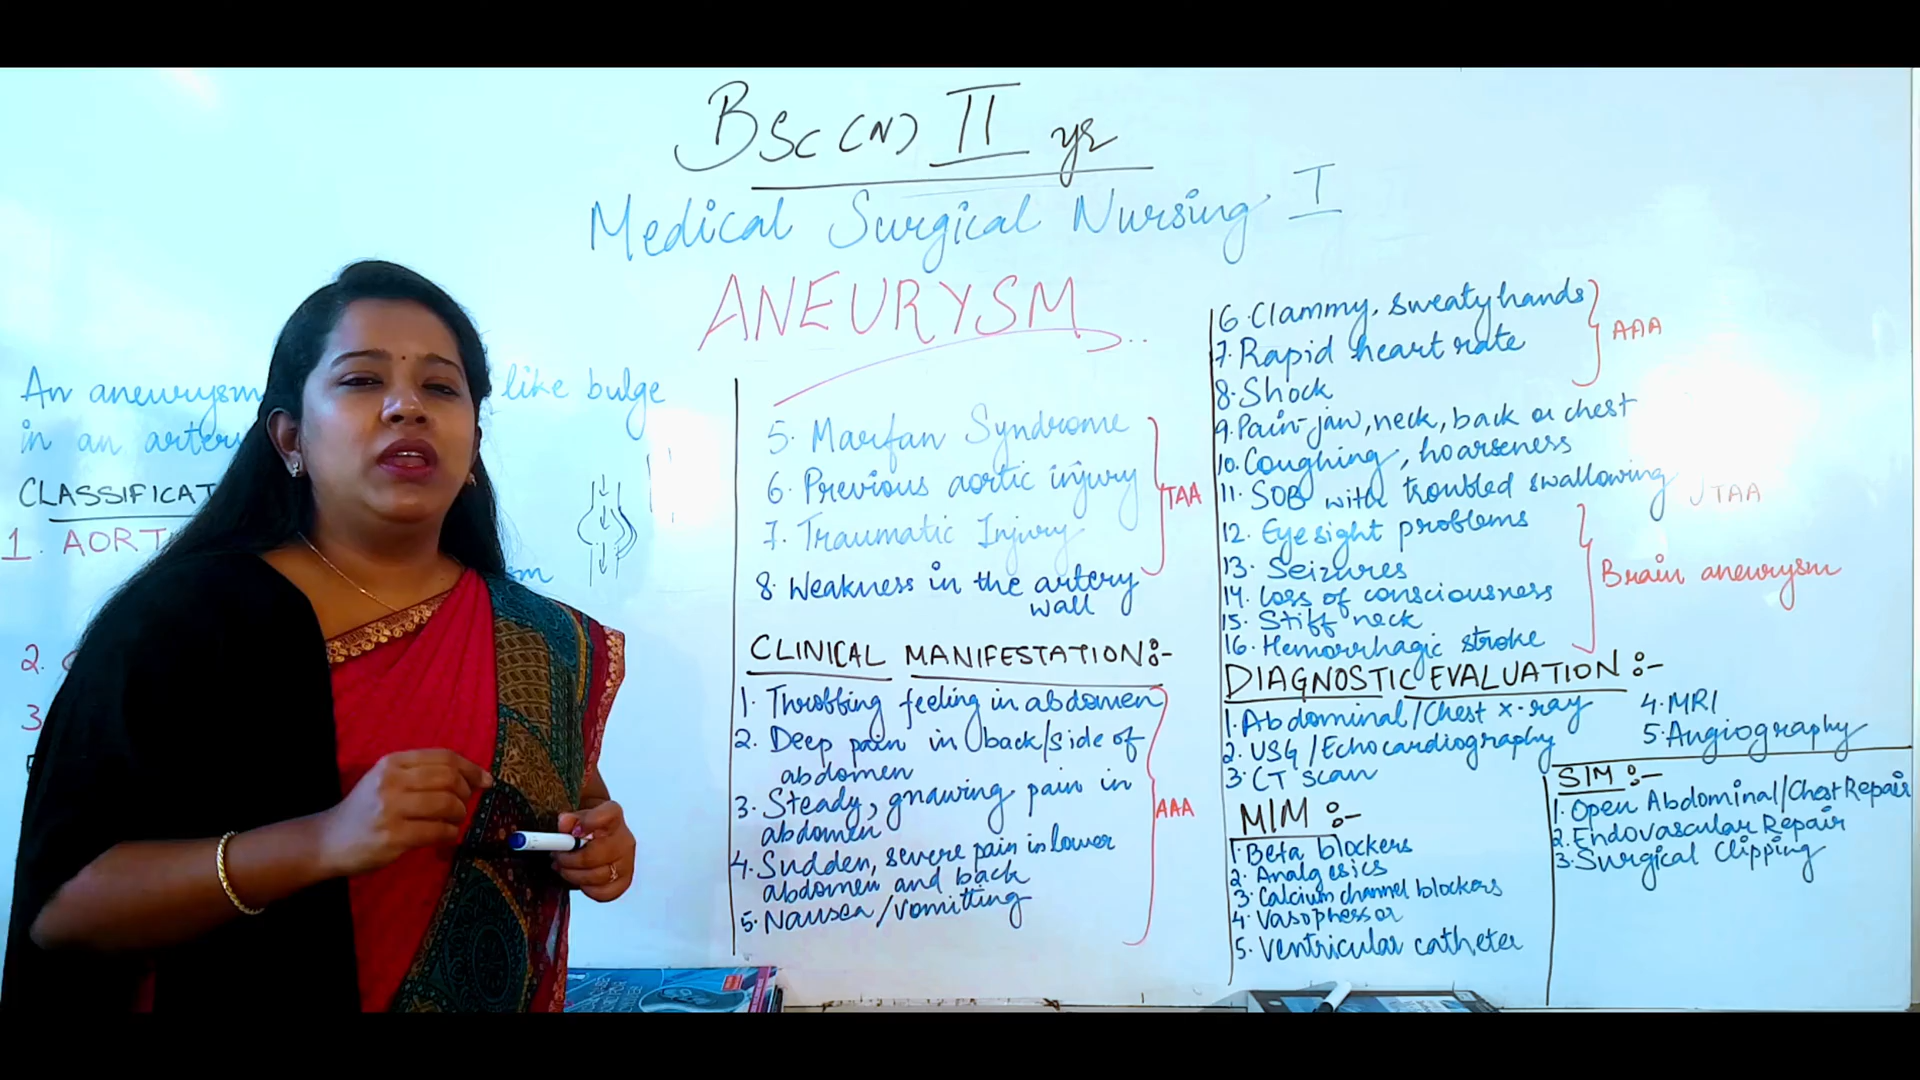 BSc (N) II yr
Medical Surgical Nursing I
ANEURYSM
An aneurysm like bulge
in an artery
CLASSIFICAT
1. AORT
sm
2.
3
5. Marfan Syndrome
6. Previous aortic injury
7. Traumatic Injury
TAA
8. Weakness in the artery
wall
CLINICAL MANIFESTATION:-
1. Throbbing feeling in abdomen
2. Deep pain in back/side of
abdomen
3. Steady, gnawing pain in
abdomen
4. Sudden, severe pain in lower
abdomen and back
5. Nausea/vomitting
AAA
6. Clammy, sweaty hands
7. Rapid heart rate
8. Shock
AAA
9. Pain-jaw, neck, back or chest
10. Coughing, hoarseness
11. SOB with troubled swallowing
TAA
12. Eyesight problems
13. Seizures
14. loss of consciousness
15. Stiff neck
16. Hemorrhagic stroke
Brain aneurysm
DIAGNOSTIC EVALUATION :-
1. Abdominal/Chest x-ray
2. USG/Echocardiography
3. CT scan
4. MRI
5. Angiography
MIM :-
1. Beta blockers
2. Analgesics
3. Calcium channel blockers
4. Vasopressor
5. Ventricular catheter
SIM :-
1. Open Abdominal/Chest Repair
2. Endovascular Repair
3. Surgical Clipping